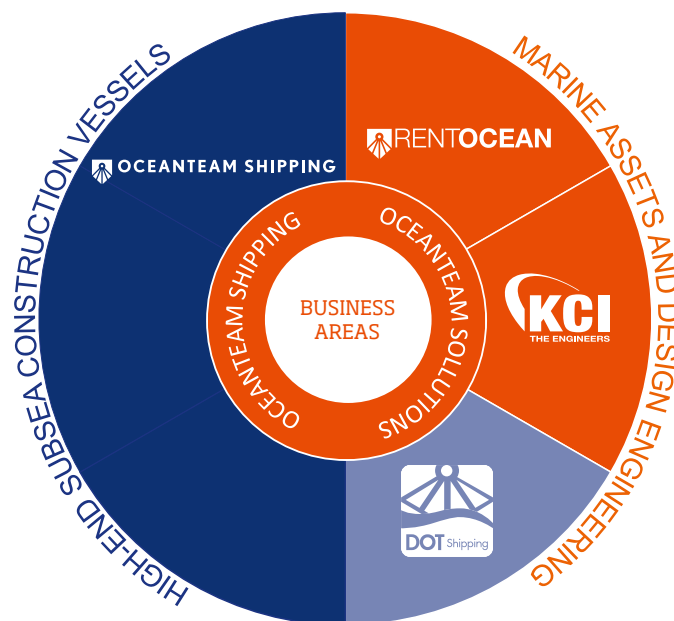 HIGH-END SUBSEA CONSTRUCTION VESSELS
MARINE ASSETS AND DESIGN ENGINEERING
OCEANTEAM SHIPPING
RENTOCEAN
OCEANTEAM SHIPPING
OCEANTEAM SOLLUTIONS
BUSINESS
AREAS
KCI
THE ENGINEERS
DOT Shipping